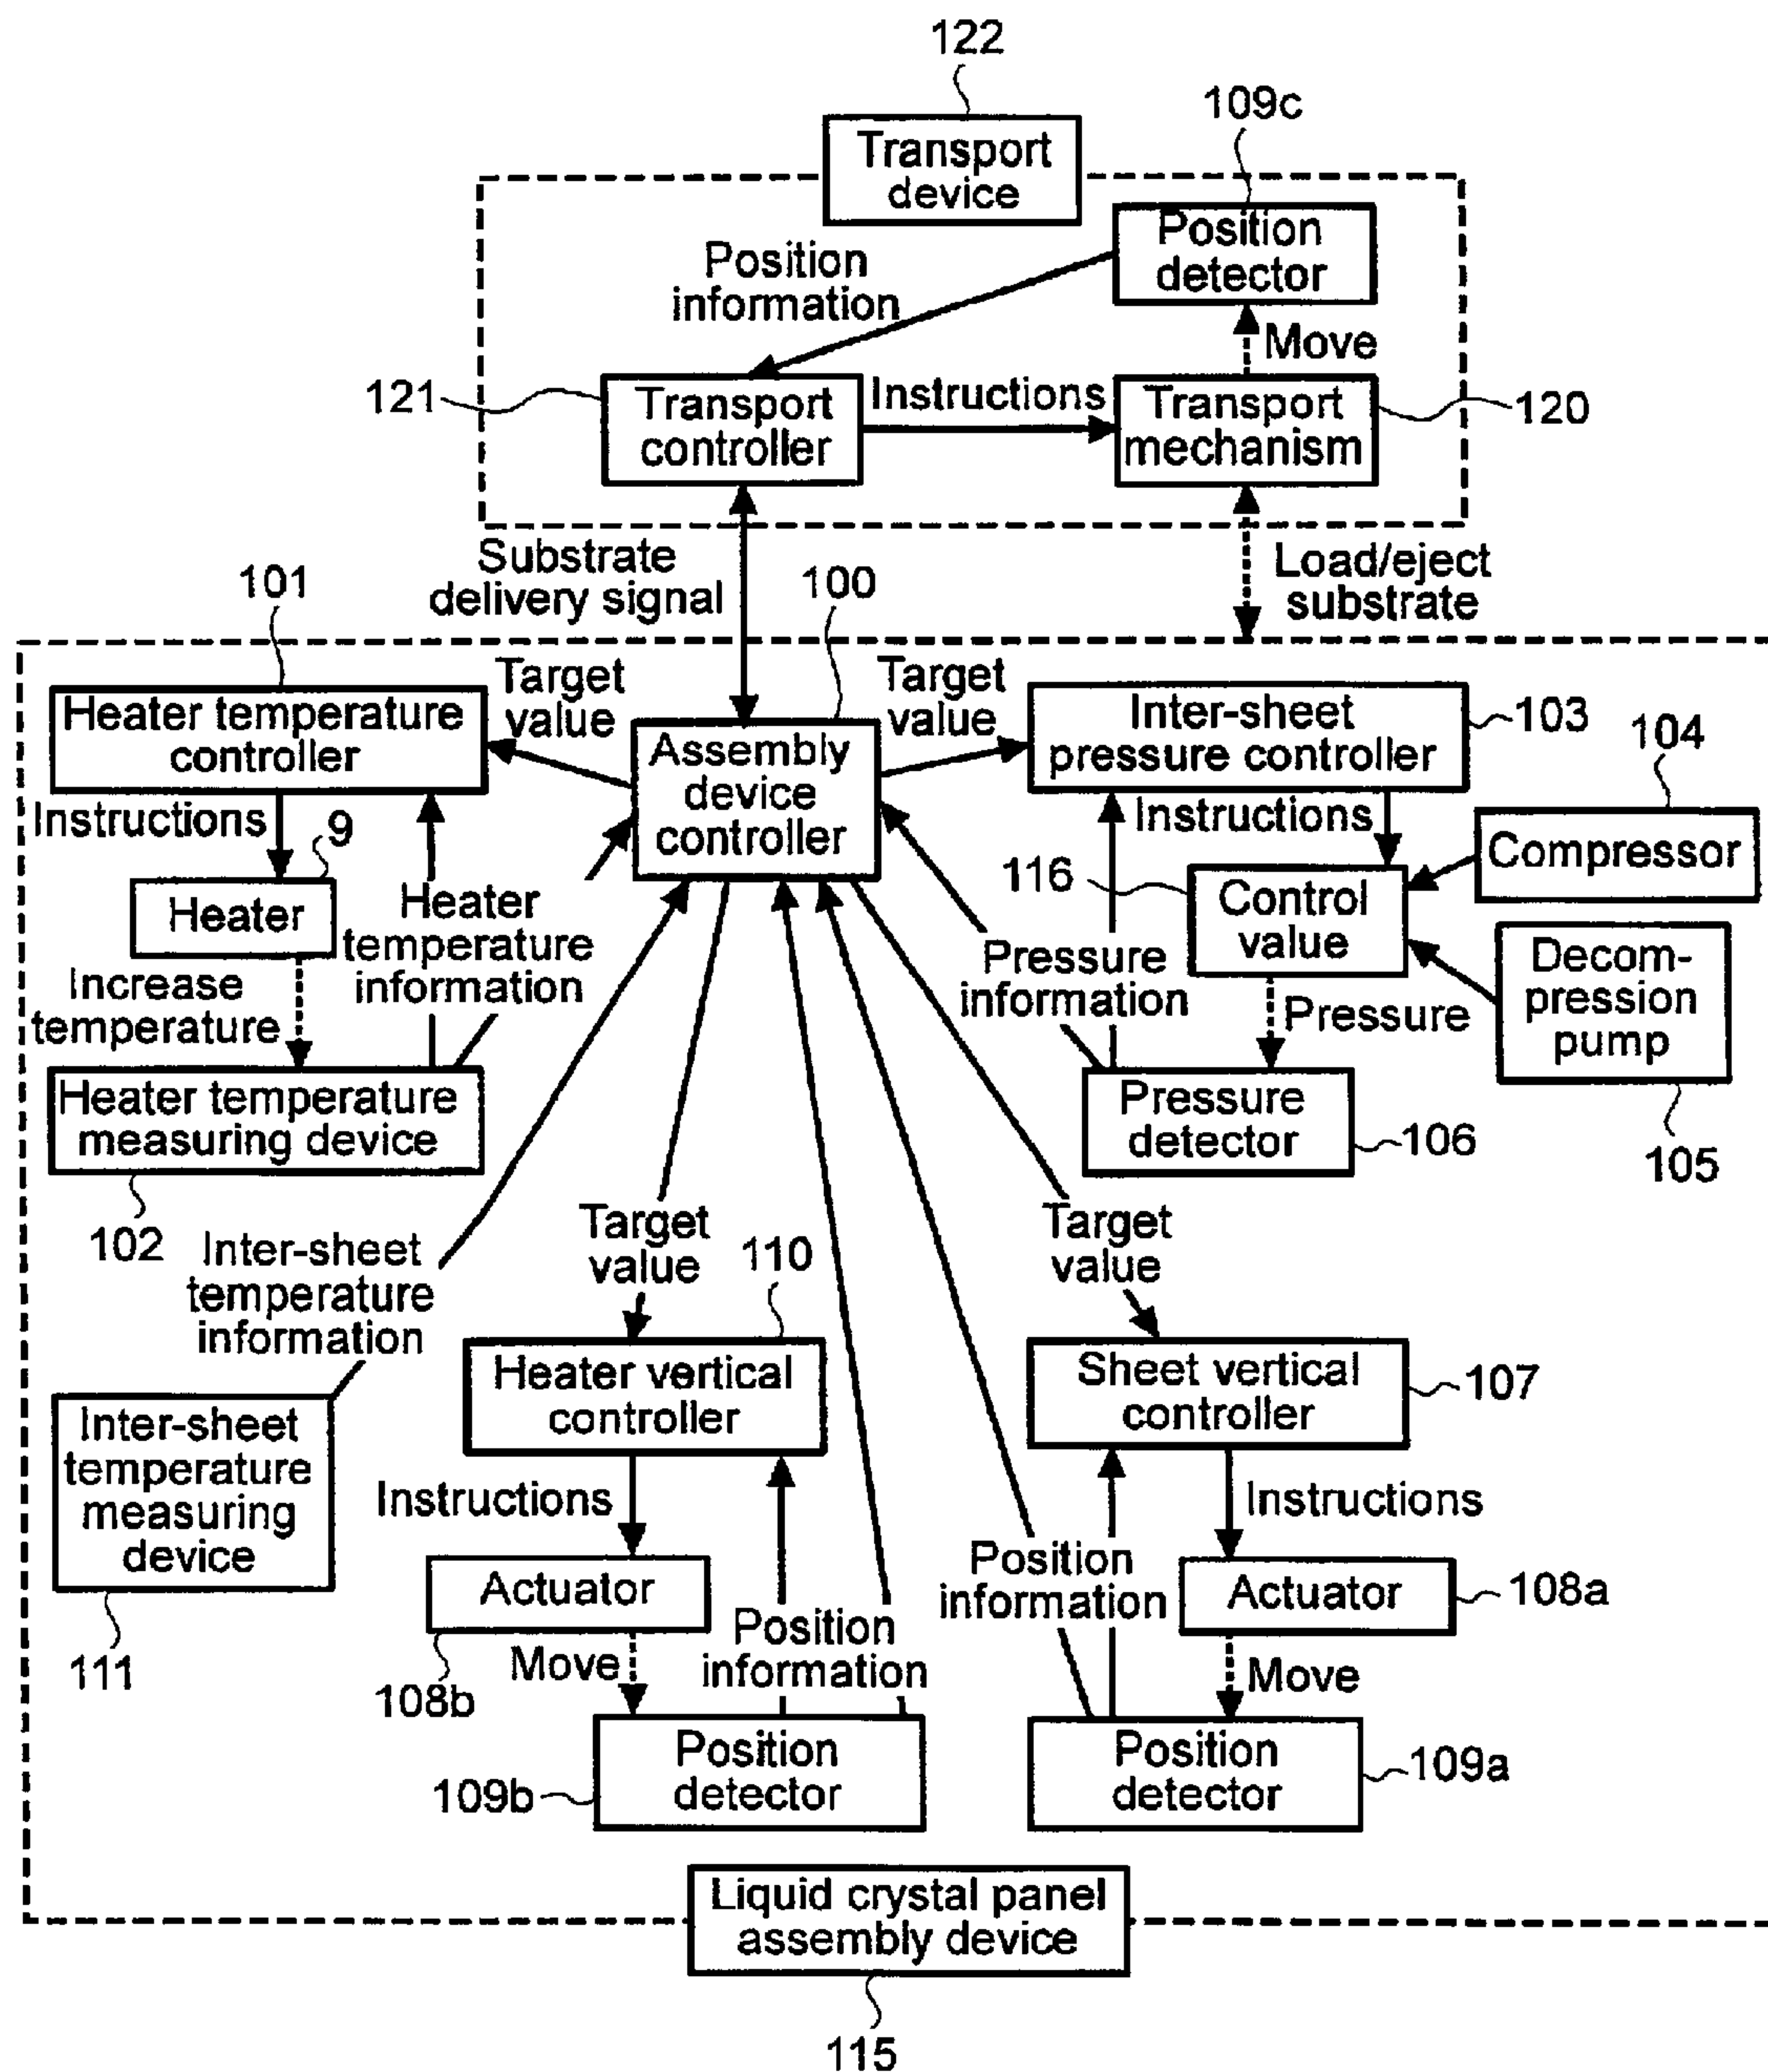 122
109c
Transport
device
Position
detector
Position
information
Move
121
Transport
controller
Instructions
Transport
mechanism
120
Substrate
delivery signal
Load/eject
substrate
101
100
Target
value
Target
value
Heater temperature
controller
Assembly
device
controller
Inter-sheet
pressure controller
103
104
Instructions
9
Instructions
Compressor
116
Heater
Heater
temperature
information
Control
value
Pressure
information
Decom-
pression
pump
Increase
temperature
Pressure
Heater temperature
measuring device
Pressure
detector
106
105
102
Inter-sheet
temperature
information
Target
value
110
Target
value
Heater vertical
controller
Sheet vertical
controller
107
Inter-sheet
temperature
measuring
device
Instructions
Instructions
Actuator
Position
information
Actuator
108a
111
108b
Move
Position
information
Move
109b
Position
detector
Position
detector
109a
Liquid crystal panel
assembly device
115